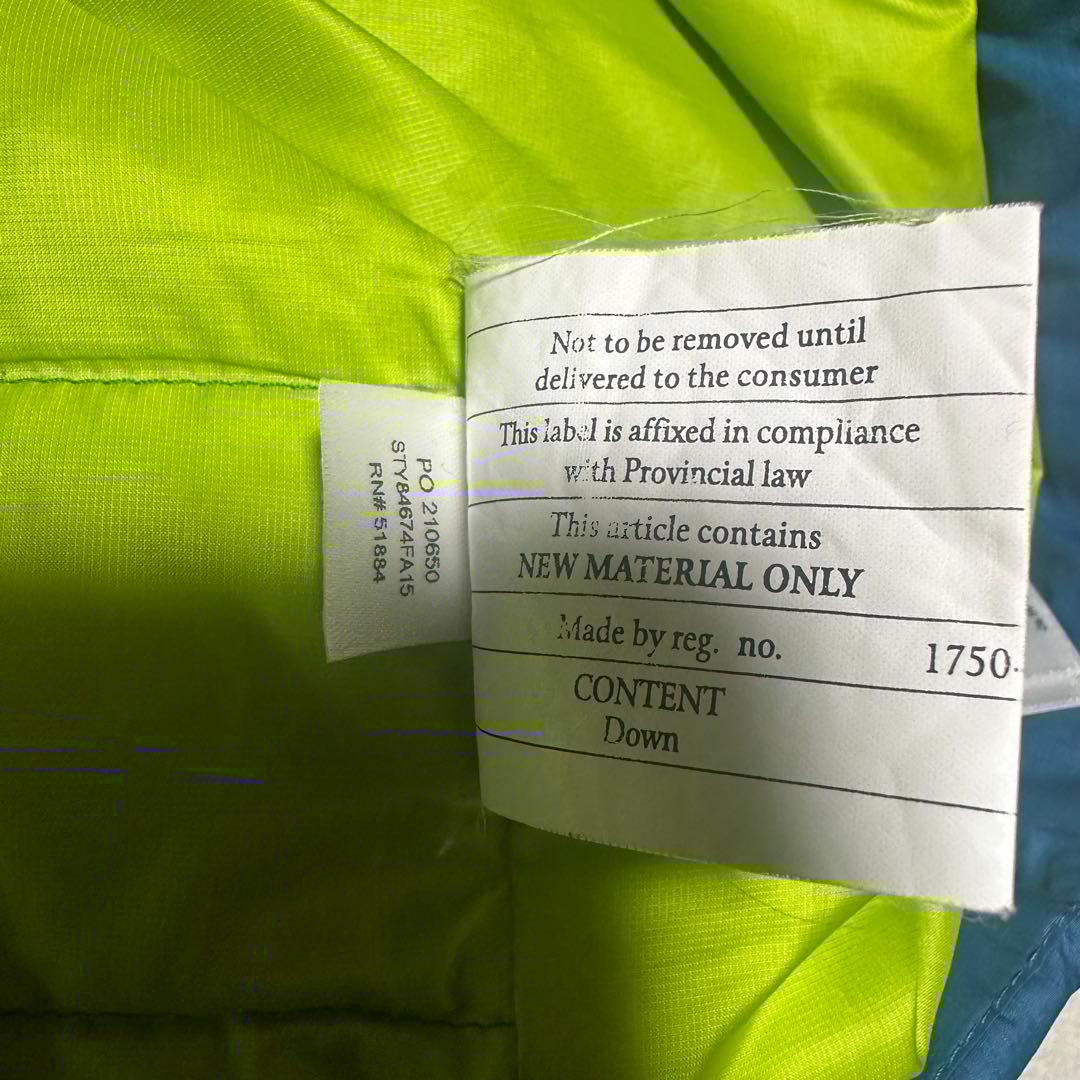 Not to be removed until
delivered to the consumer
This label is affixed in compliance
with Provincial law
This article contains
NEW MATERIAL ONLY
Made by reg. no. 1750
CONTENT
Down
PO 210650
STY84674FA15
RN# 51884